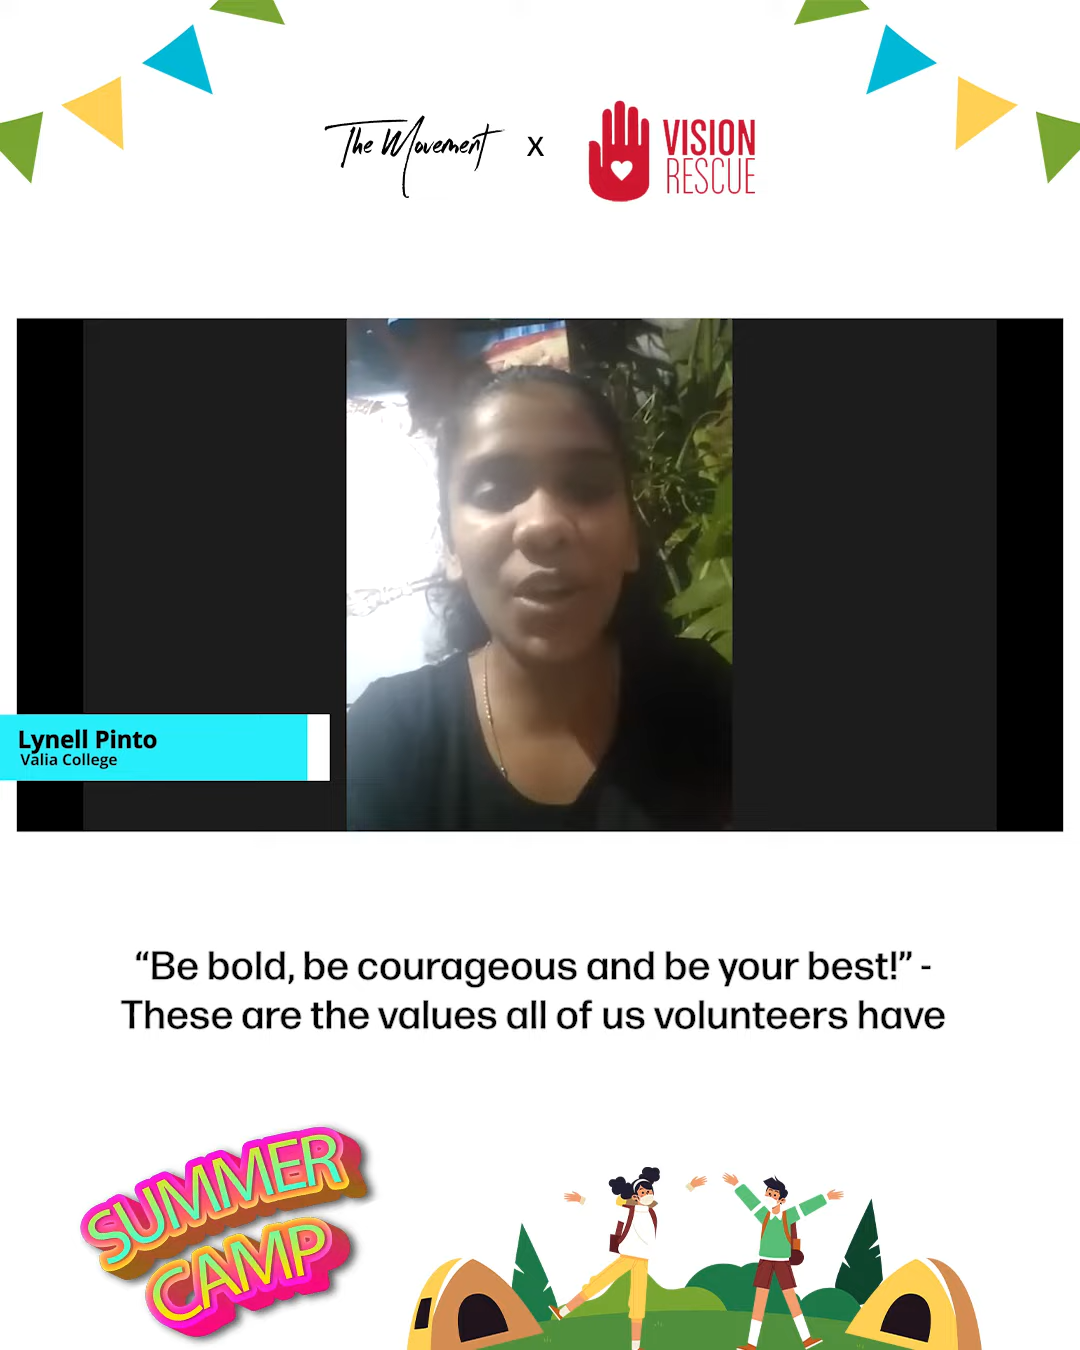 The Movement x VISION
RESCUE
Lynell Pinto
Valia College
“Be bold, be courageous and be your best!” -
These are the values all of us volunteers have
SUMMER
CAMP